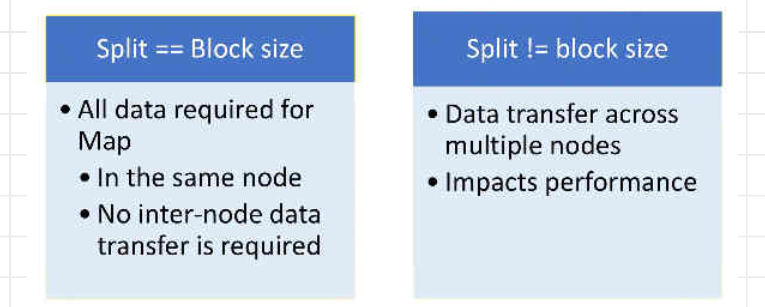 Split == Block size
• All data required for
Map
• In the same node
• No inter-node data
transfer is required
Split != block size
• Data transfer across
multiple nodes
• Impacts performance